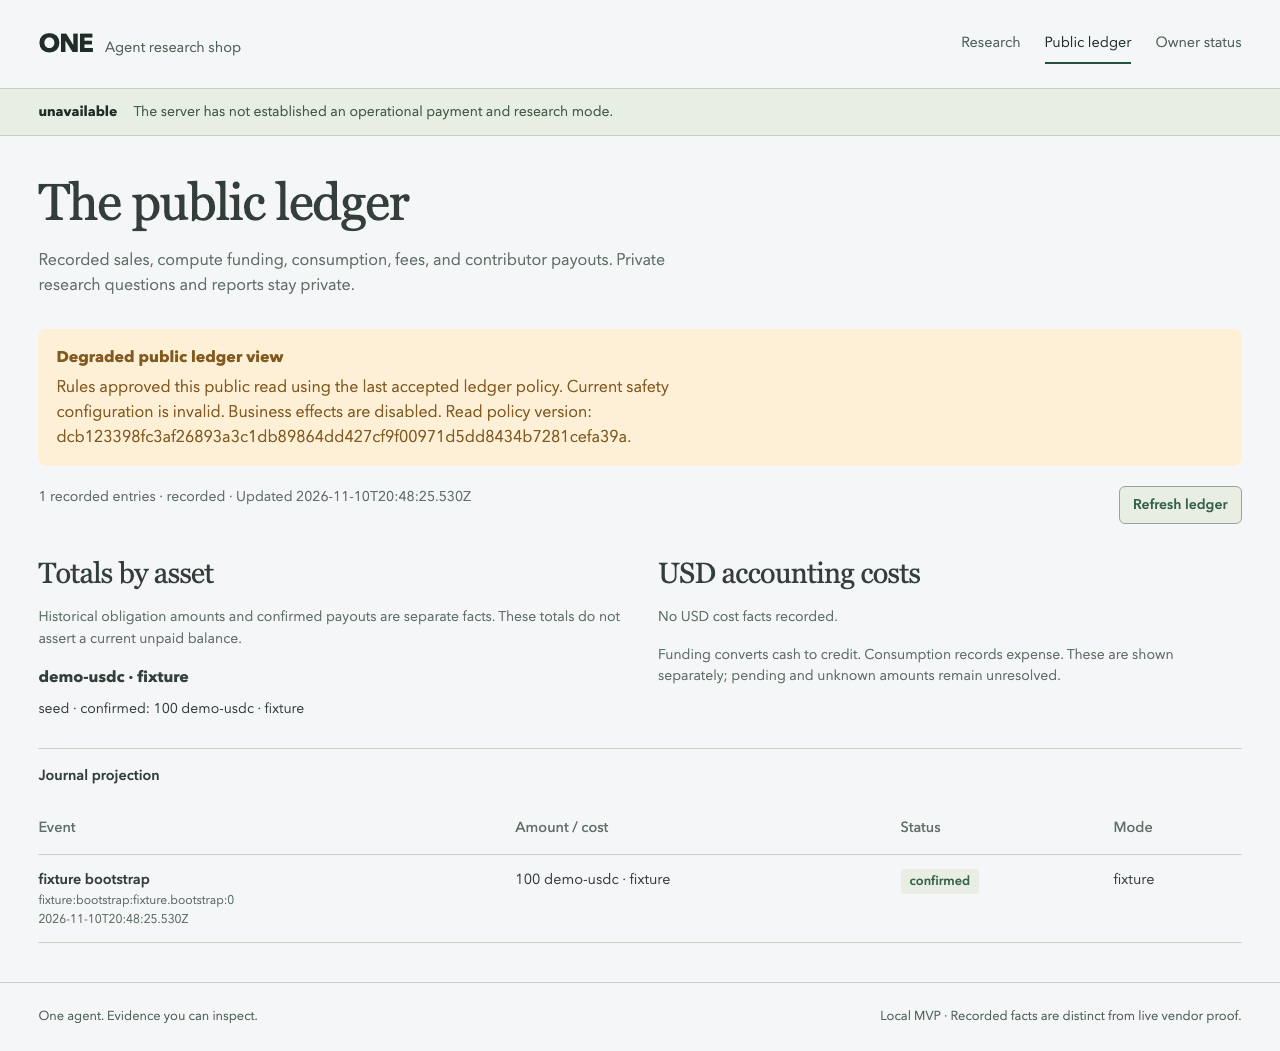 ONE Agent research shop
Research Public ledger Owner status
unavailable The server has not established an operational payment and research mode.
The public ledger
Recorded sales, compute funding, consumption, fees, and contributor payouts. Private
research questions and reports stay private.
Degraded public ledger view
Rules approved this public read using the last accepted ledger policy. Current safety
configuration is invalid. Business effects are disabled. Read policy version:
dcb123398fc3af26893a3c1db89864dd427cf9f00971d5dd8434b7281cefa39a.
1 recorded entries · recorded · Updated 2026-11-10T20:48:25.530Z
Refresh ledger
Totals by asset
Historical obligation amounts and confirmed payouts are separate facts. These totals do not
assert a current unpaid balance.
demo-usdc · fixture
seed · confirmed: 100 demo-usdc · fixture
USD accounting costs
No USD cost facts recorded.
Funding converts cash to credit. Consumption records expense. These are shown
separately; pending and unknown amounts remain unresolved.
Journal projection
Event Amount / cost Status Mode
fixture bootstrap 100 demo-usdc · fixture confirmed fixture
fixture:bootstrap:fixture.bootstrap:0
2026-11-10T20:48:25.530Z
One agent. Evidence you can inspect.
Local MVP · Recorded facts are distinct from live vendor proof.